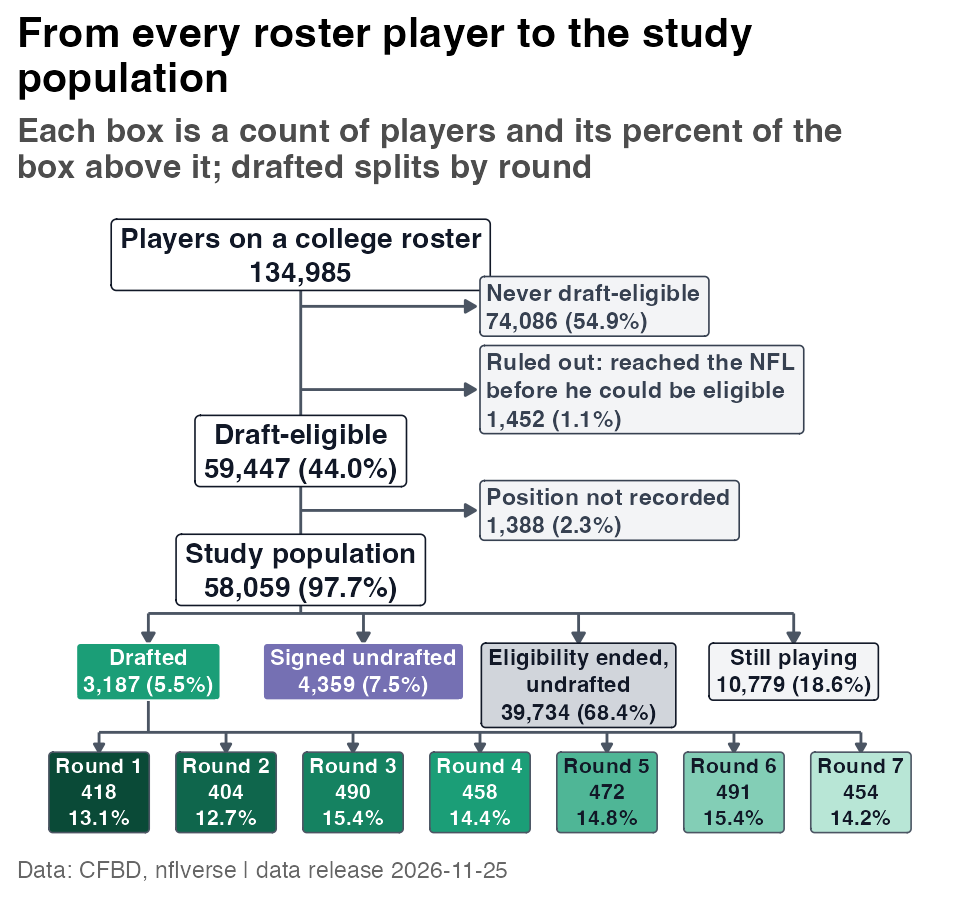 From every roster player to the study
population
Each box is a count of players and its percent of the
box above it; drafted splits by round
Players on a college roster
134,985
Never draft-eligible
74,086 (54.9%)
Ruled out: reached the NFL
before he could be eligible
1,452 (1.1%)
Draft-eligible
59,447 (44.0%)
Position not recorded
1,388 (2.3%)
Study population
58,059 (97.7%)
Drafted
3,187 (5.5%)
Signed undrafted
4,359 (7.5%)
Eligibility ended,
undrafted
39,734 (68.4%)
Still playing
10,779 (18.6%)
Round 1
418
13.1%
Round 2
404
12.7%
Round 3
490
15.4%
Round 4
458
14.4%
Round 5
472
14.8%
Round 6
491
15.4%
Round 7
454
14.2%
Data: CFBD, nflverse | data release 2026-11-25